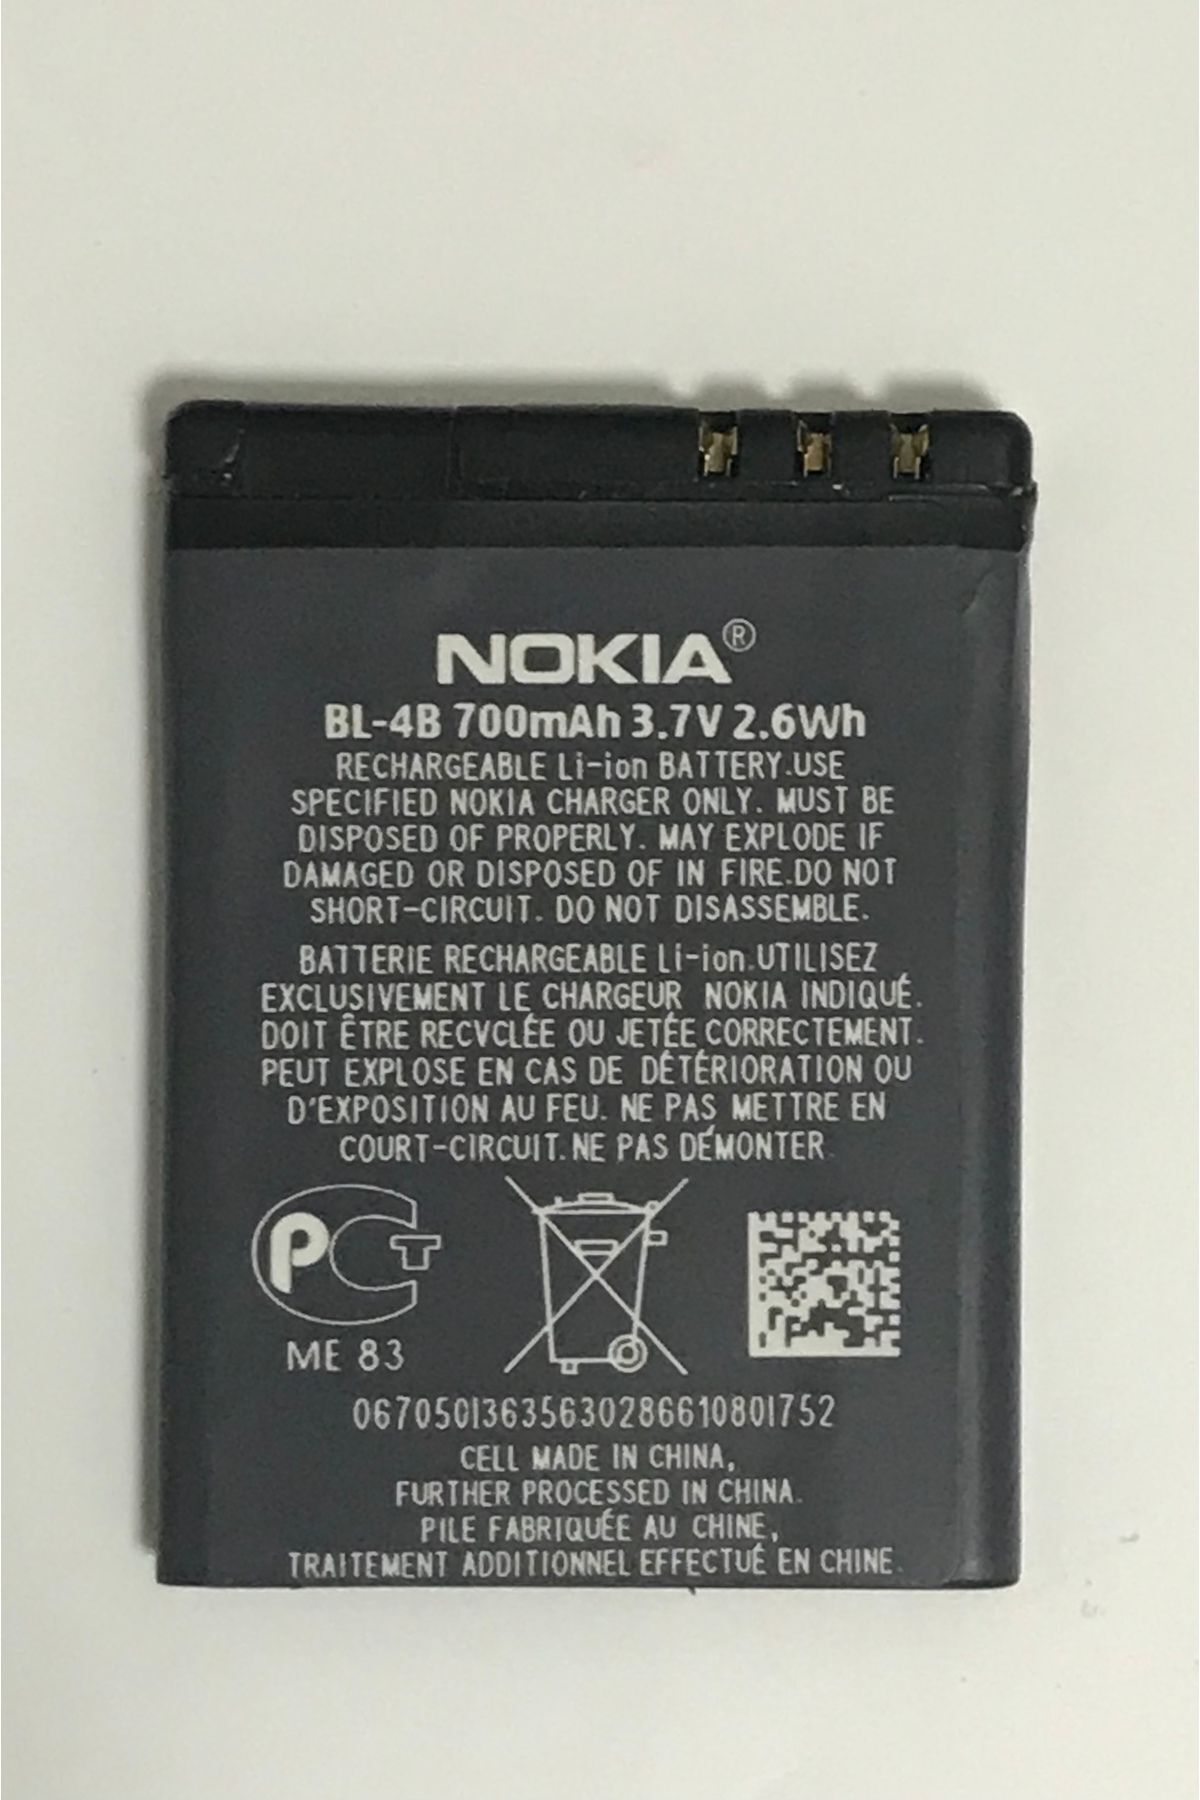 NOKIA®
BL-4B 700mAh 3.7V 2.6Wh
RECHARGEABLE Li-ion BATTERY.USE
SPECIFIED NOKIA CHARGER ONLY. MUST BE
DISPOSED OF PROPERLY. MAY EXPLODE IF
DAMAGED OR DISPOSED OF IN FIRE.DO NOT
SHORT-CIRCUIT. DO NOT DISASSEMBLE.
BATTERIE RECHARGEABLE Li-ion.UTILISEZ
EXCLUSIVEMENT LE CHARGEUR NOKIA INDIQUÉ.
DOIT ÊTRE RECVCLÉE OU JETÉE CORRECTEMENT.
PEUT EXPLOSE EN CAS DE DÉTÉRIORATION OU
D'EXPOSITION AU FEU. NE PAS METTRE EN
COURT-CIRCUIT. NE PAS DÉMONTER.
PCT
ME 83
06705013635630286610801752
CELL MADE IN CHINA,
FURTHER PROCESSED IN CHINA.
PILE FABRIQUÉE AU CHINE,
TRAITEMENT ADDITIONNEL EFFECTUÉ EN CHINE.